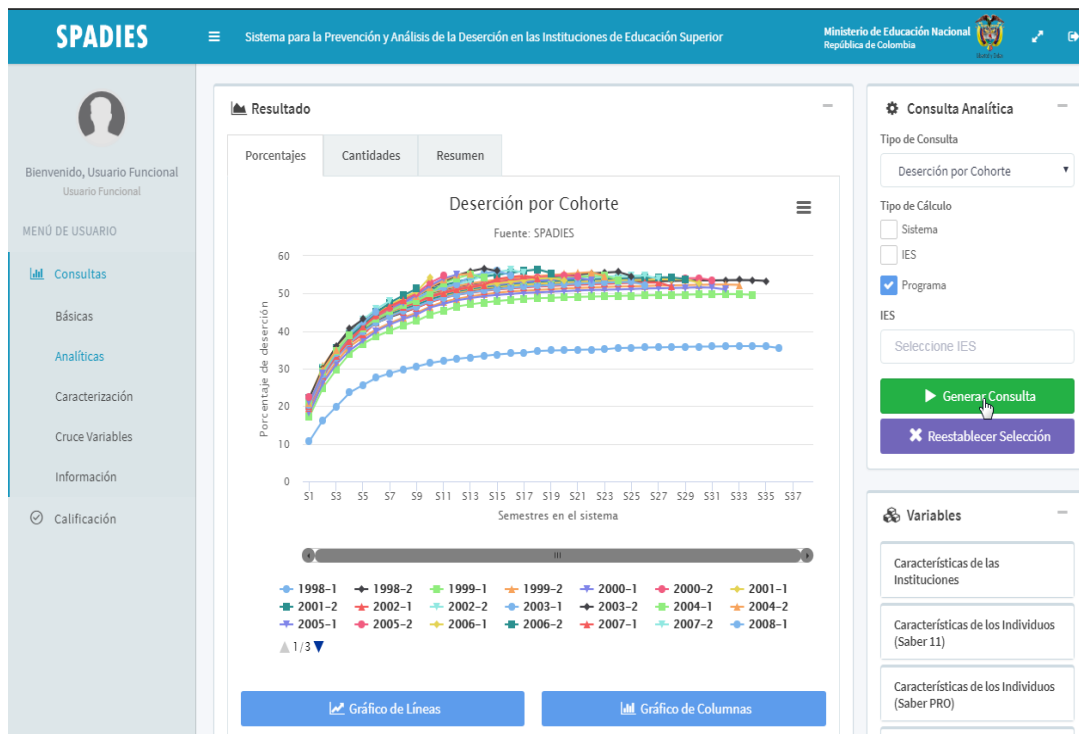 SPADIES
Sistema para la Prevención y Análisis de la Deserción en las Instituciones de Educación Superior
Ministerio de Educación Nacional
República de Colombia
Bienvenido, Usuario Funcional
Usuario Funcional
MENÚ DE USUARIO
Consultas
Básicas
Analíticas
Caracterización
Cruce Variables
Información
Calificación
Resultado
Porcentajes Cantidades Resumen
Deserción por Cohorte
Fuente: SPADIES
Porcentaje de deserción
60
50
40
30
20
10
0
S1 S3 S5 S7 S9 S11 S13 S15 S17 S19 S21 S23 S25 S27 S29 S31 S33 S35 S37
Semestres en el sistema
1998-1 1998-2 1999-1 1999-2 2000-1 2000-2 2001-1
2001-2 2002-1 2002-2 2003-1 2003-2 2004-1 2004-2
2005-1 2005-2 2006-1 2006-2 2007-1 2007-2 2008-1
1/3
Gráfico de Líneas
Gráfico de Columnas
Consulta Analítica
Tipo de Consulta
Deserción por Cohorte
Tipo de Cálculo
Sistema
IES
Programa
IES
Seleccione IES
Generar Consulta
Reestablecer Selección
Variables
Características de las
Instituciones
Características de los Individuos
(Saber 11)
Características de los Individuos
(Saber PRO)